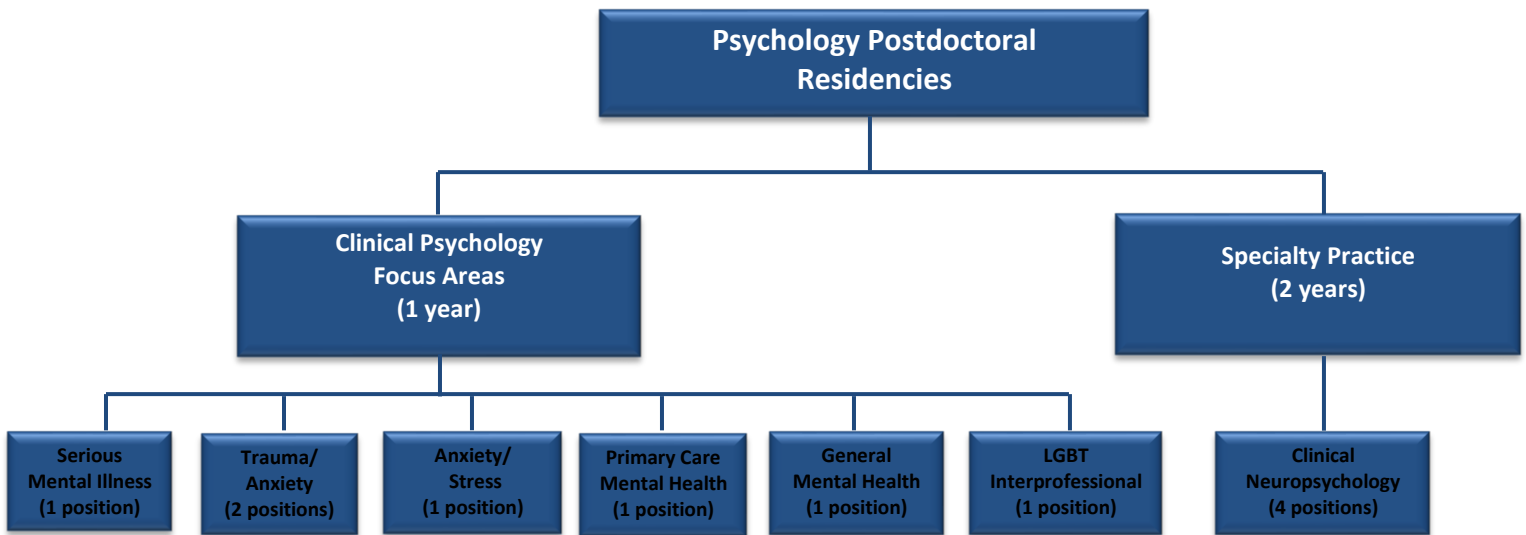 Psychology Postdoctoral
Residencies
Clinical Psychology
Focus Areas
(1 year)
Specialty Practice
(2 years)
Serious
Mental Illness
(1 position)
Trauma/
Anxiety
(2 positions)
Anxiety/
Stress
(1 position)
Primary Care
Mental Health
(1 position)
General
Mental Health
(1 position)
LGBT
Interprofessional
(1 position)
Clinical
Neuropsychology
(4 positions)